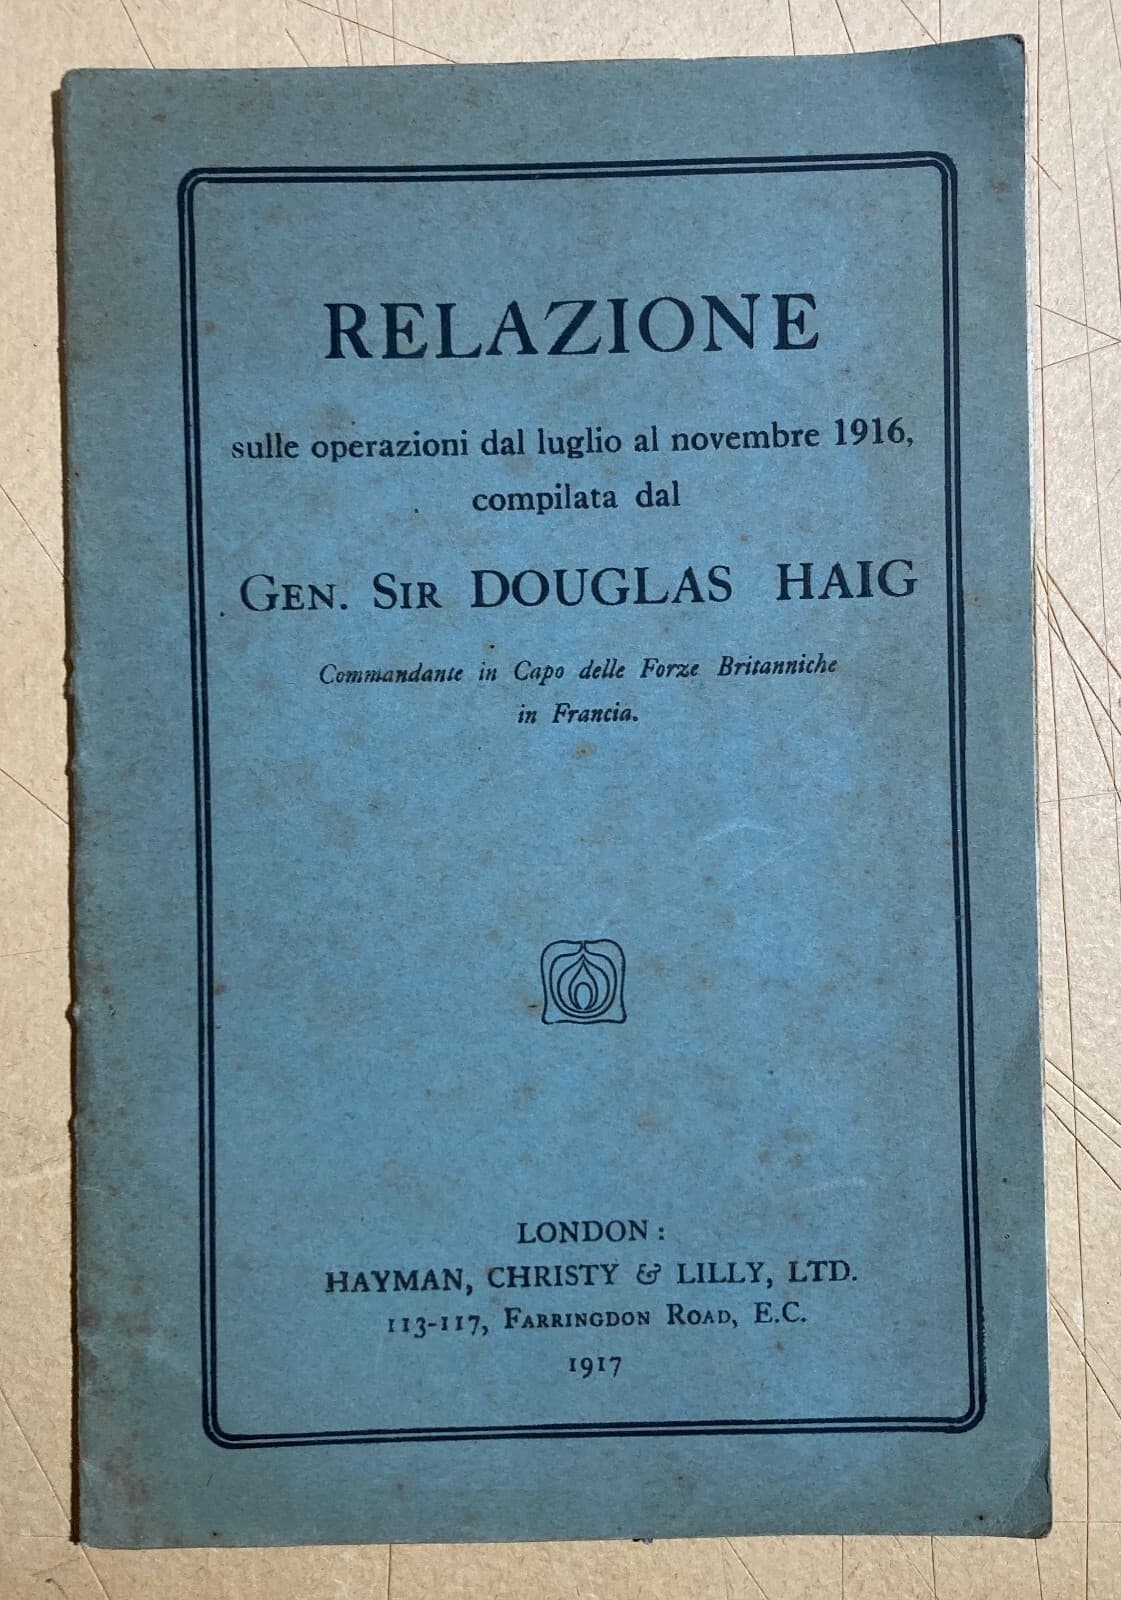 RELAZIONE
sulle operazioni dal luglio al novembre 1916,
compilata dal
GEN. SIR DOUGLAS HAIG
Commandante in Capo delle Forze Britanniche
in Francia.
LONDON:
HAYMAN, CHRISTY & LILLY, LTD.
113-117, FARRINGDON ROAD, E.C.
1917